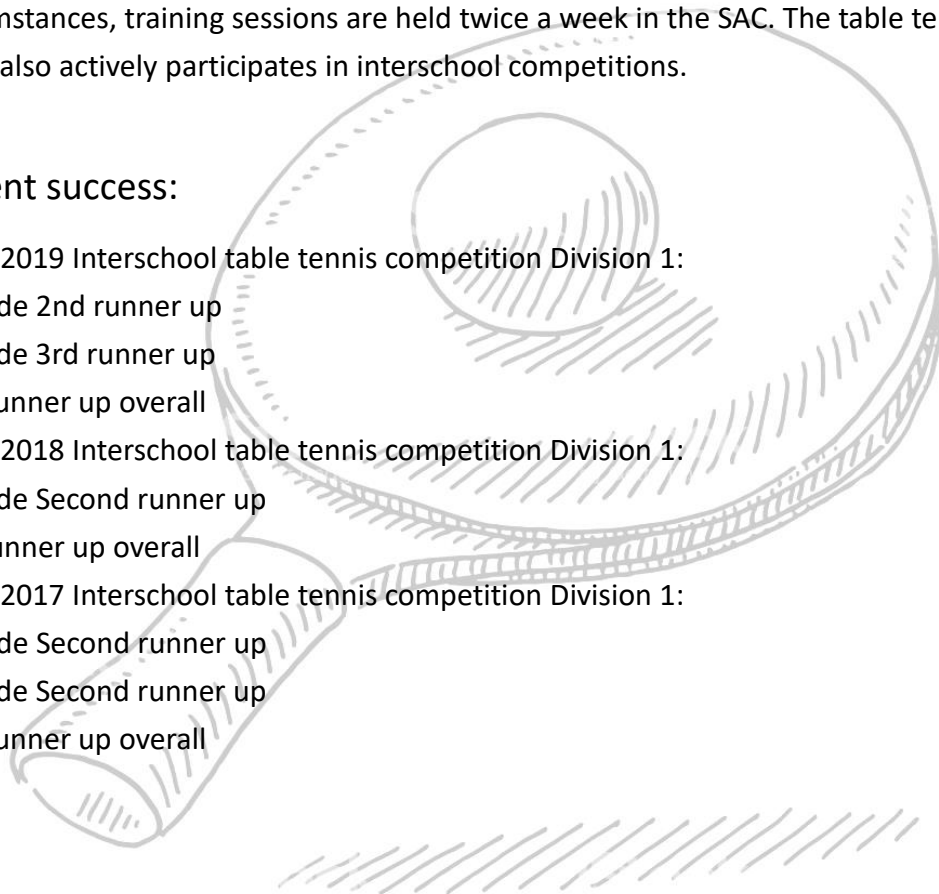 mstances, training sessions are held twice a week in the SAC. The table te
also actively participates in interschool competitions.
ent success:
2019 Interschool table tennis competition Division 1:
de 2nd runner up
de 3rd runner up
unner up overall
2018 Interschool table tennis competition Division 1:
de Second runner up
unner up overall
2017 Interschool table tennis competition Division 1:
de Second runner up
de Second runner up
unner up overall